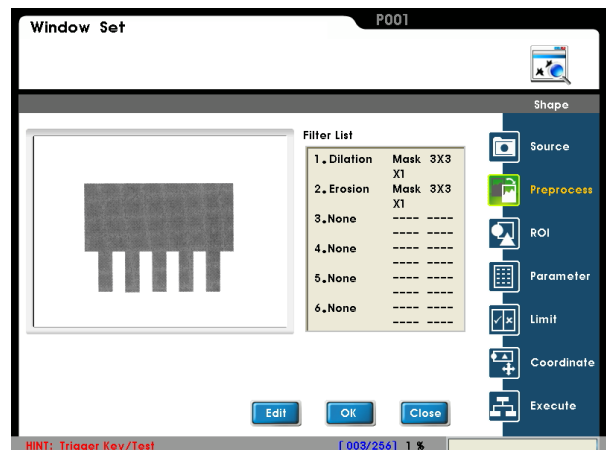 Window Set
P001
Shape
Filter List
1. Dilation Mask 3X3
X1
2. Erosion Mask 3X3
X1
3. None ---- ----
---- ----
4. None ---- ----
---- ----
5. None ---- ----
---- ----
6. None ---- ----
---- ----
Source
Preprocess
ROI
Parameter
Limit
Coordinate
Execute
Edit
OK
Close
HINT: Trigger Key/Test
[003/256] 1 %